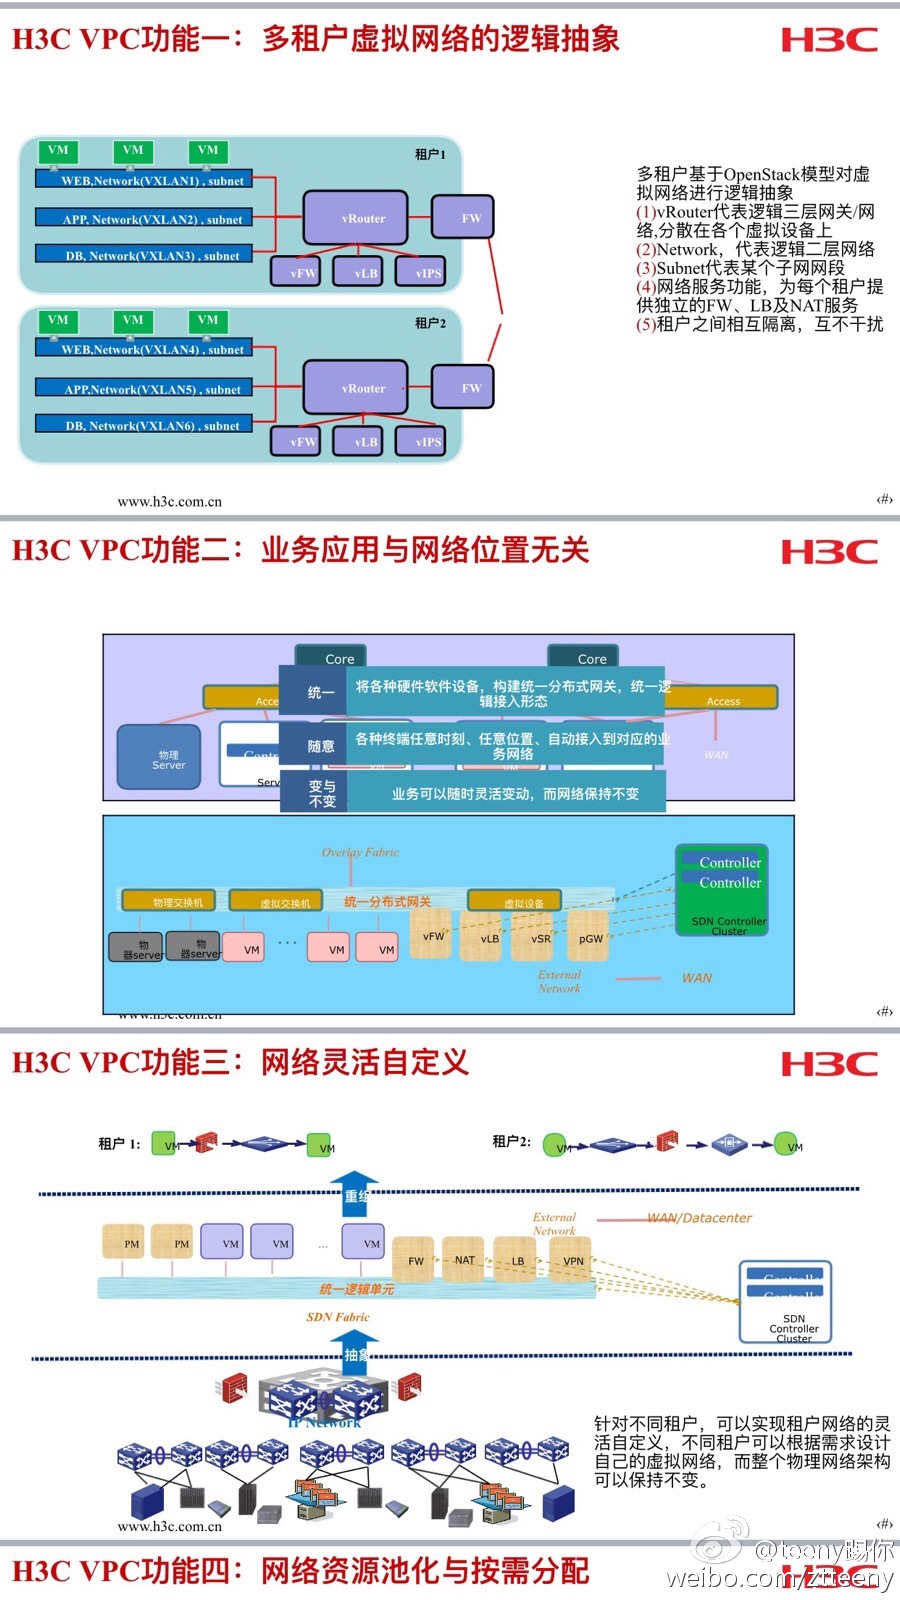 H3C VPC功能一：多租户虚拟网络的逻辑抽象
H3C
VM VM VM
租户1
WEB,Network(VXLAN1) , subnet
APP, Network(VXLAN2) , subnet
DB, Network(VXLAN3) , subnet
vRouter
FW
vFW vLB vIPS
VM VM VM
租户2
WEB,Network(VXLAN4) , subnet
APP,Network(VXLAN5) , subnet
DB, Network(VXLAN6) , subnet
vRouter
FW
vFW vLB vIPS
多租户基于OpenStack模型对虚
拟网络进行逻辑抽象
(1)vRouter代表逻辑三层网关/网
络,分散在各个虚拟设备上
(2)Network，代表逻辑二层网络
(3)Subnet代表某个子网网段
(4)网络服务功能，为每个租户提
供独立的FW、LB及NAT服务
(5)租户之间相互隔离，互不干扰
www.h3c.com.cn
‹#›
H3C VPC功能二：业务应用与网络位置无关
H3C
Core Core
Acce
Access
物理
Server
Contr
Serv
WAN
统一
将各种硬件软件设备，构建统一分布式网关，统一逻
辑接入形态
随意
各种终端任意时刻、任意位置、自动接入到对应的业
务网络
变与
不变
业务可以随时灵活变动，而网络保持不变
Overlay Fabric
物理交换机
虚拟交换机
统一分布式网关
虚拟设备
物
器server
物
器server
VM
···
VM
VM
vFW
vLB
vSR
pGW
External
Network
WAN
Controller
Controller
SDN Controller
Cluster
www.h3c.com.cn
‹#›
H3C VPC功能三：网络灵活自定义
H3C
租户 1:
VM
VM
租户2:
VM
VM
重组
PM
PM
VM
VM
...
VM
FW
NAT
LB
VPN
External
Network
WAN/Datacenter
统一逻辑单元
SDN Fabric
Controlle
Controlle
SDN
Controller
Cluster
抽象
IP Network
针对不同租户，可以实现租户网络的灵
活自定义，不同租户可以根据需求设计
自己的虚拟网络，而整个物理网络架构
可以保持不变。
www.h3c.com.cn
‹#›
H3C VPC功能四：网络资源池化与按需分配
H3C
@teeny赐你
weibo.com/ztteeny